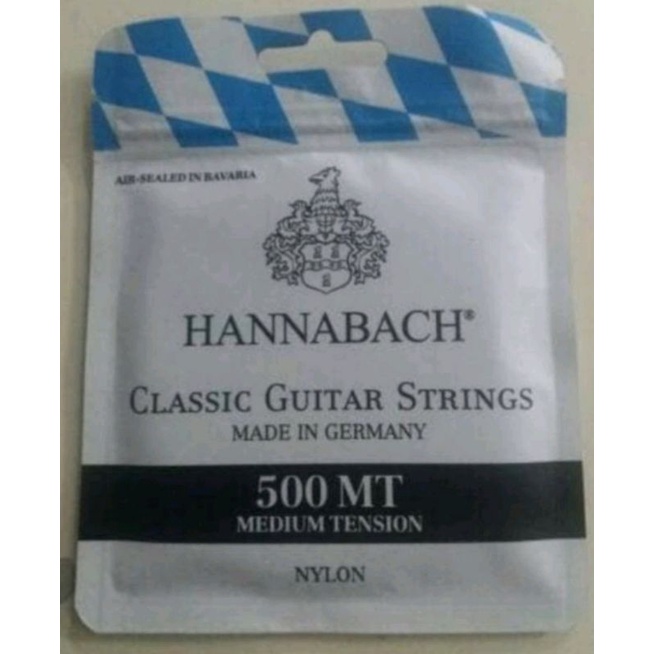 AIR-SEALED IN BAVARIA
HANNABACH®
CLASSIC GUITAR STRINGS
MADE IN GERMANY
500 MT
MEDIUM TENSION
NYLON